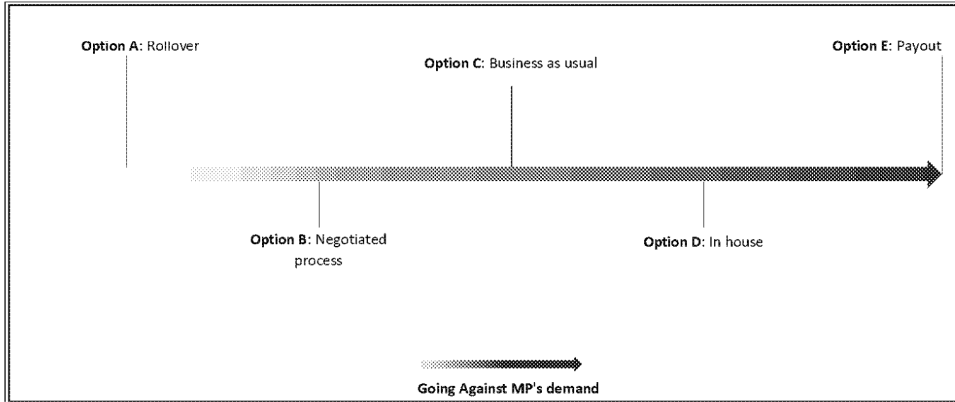 Option A: Rollover
Option C: Business as usual
Option E: Payout
Option B: Negotiated
process
Option D: In house
Going Against MP's demand